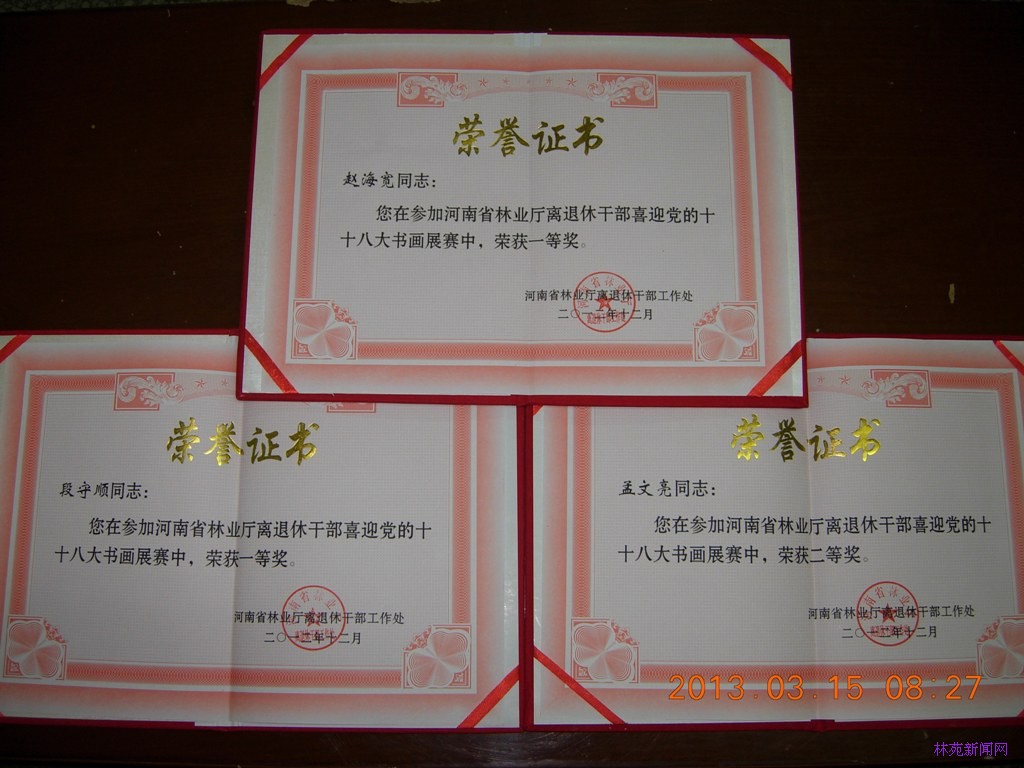 荣誉证书
赵海宽同志：
您在参加河南省林业厅离退休干部喜迎党的十
十八大书画展赛中，荣获一等奖。
河南省林业厅离退休干部工作处
二〇一二年十二月
荣誉证书
段守顺同志：
您在参加河南省林业厅离退休干部喜迎党的十
十八大书画展赛中，荣获一等奖。
河南省林业厅离退休干部工作处
二〇一二年十二月
荣誉证书
孟文亮同志：
您在参加河南省林业厅离退休干部喜迎党的十
十八大书画展赛中，荣获二等奖。
河南省林业厅离退休干部工作处
二〇一二年十二月
2013.03.15 08:27
林苑新闻网